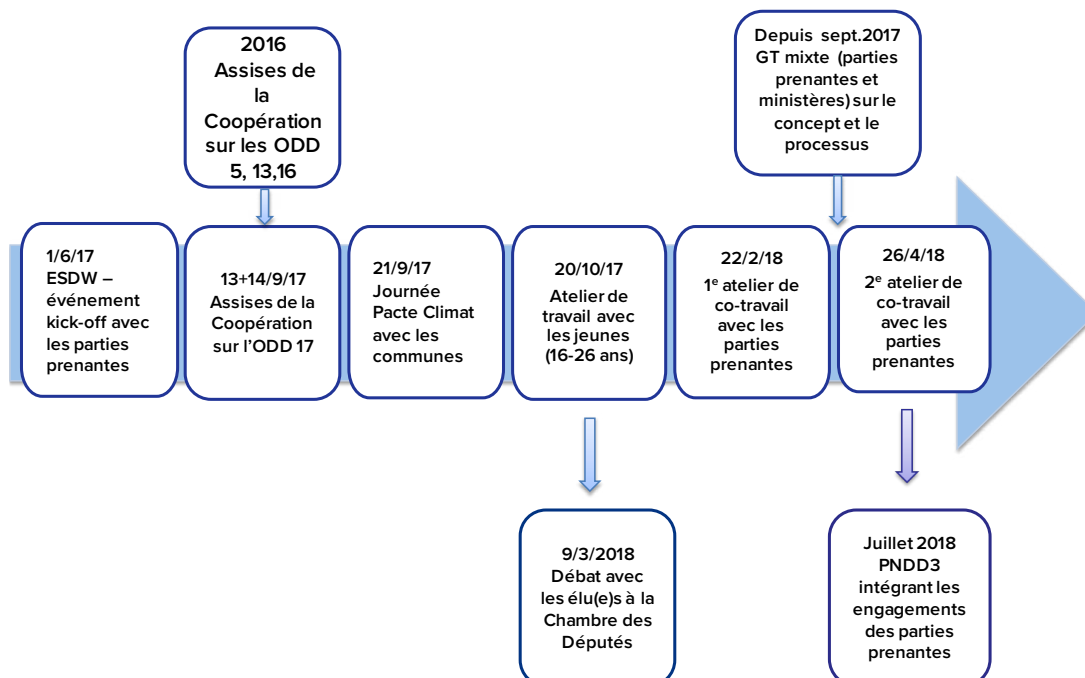 2016
Assises de
la
Coopération
sur les ODD
5, 13,16
Depuis sept.2017
GT mixte (parties
prenantes et
ministères) sur le
concept et le
processus
1/6/17
ESDW –
événement
kick-off avec
les parties
prenantes
13+14/9/17
Assises de la
Coopération
sur l’ODD 17
21/9/17
Journée
Pacte Climat
avec les
communes
20/10/17
Atelier de
travail avec
les jeunes
(16-26 ans)
22/2/18
1e atelier de
co-travail
avec les
parties
prenantes
26/4/18
2e atelier de
co-travail
avec les
parties
prenantes
9/3/2018
Débat avec
les élu(e)s à la
Chambre des
Députés
Juillet 2018
PNDD3
intégrant les
engagements
des parties
prenantes